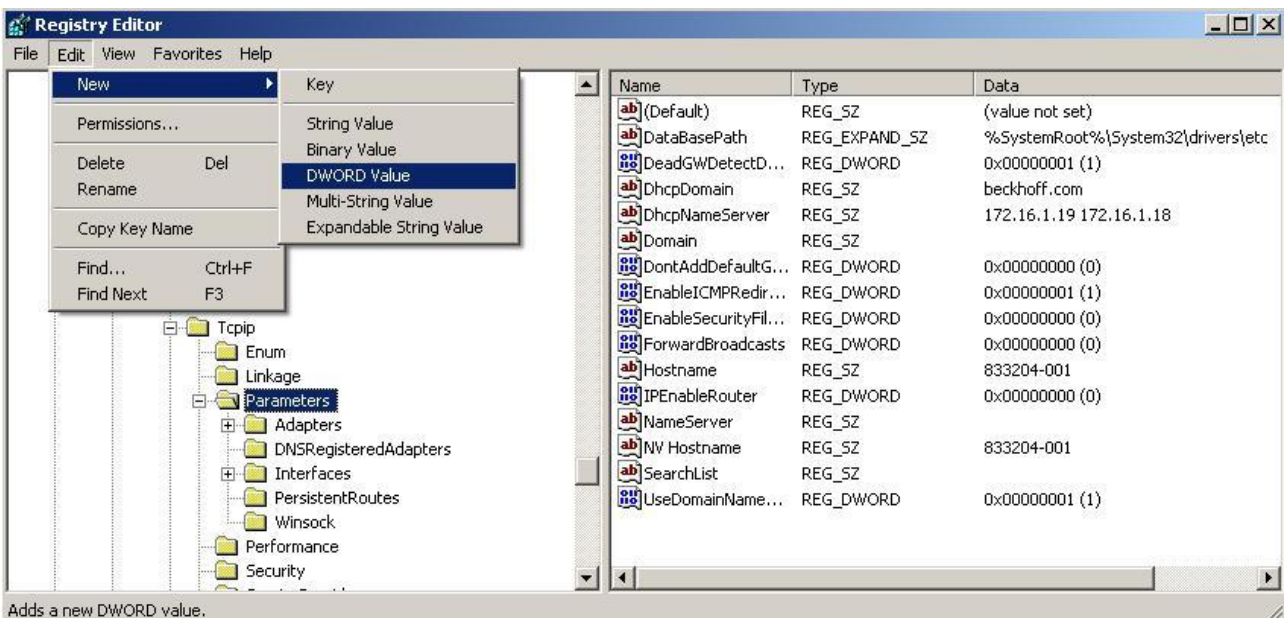 Registry Editor
File Edit View Favorites Help
New
Permissions...
Delete Del
Rename
Copy Key Name
Find... Ctrl+F
Find Next F3
Key
String Value
Binary Value
DWORD Value
Multi-String Value
Expandable String Value
Tcpip
Enum
Linkage
Parameters
Adapters
DNSRegisteredAdapters
Interfaces
PersistentRoutes
Winsock
Performance
Security
Name Type Data
(Default) REG_SZ (value not set)
DataBasePath REG_EXPAND_SZ %SystemRoot%\System32\drivers\etc
DeadGWDetectD... REG_DWORD 0x00000001 (1)
DhcpDomain REG_SZ beckhoff.com
DhcpNameServer REG_SZ 172.16.1.19 172.16.1.18
Domain REG_SZ
DontAddDefaultG... REG_DWORD 0x00000000 (0)
EnableICMPRedir... REG_DWORD 0x00000001 (1)
EnableSecurityFil... REG_DWORD 0x00000000 (0)
ForwardBroadcasts REG_DWORD 0x00000000 (0)
Hostname REG_SZ 833204-001
IPEnableRouter REG_DWORD 0x00000000 (0)
NameServer REG_SZ
NV Hostname REG_SZ 833204-001
SearchList REG_SZ
UseDomainName... REG_DWORD 0x00000001 (1)
Adds a new DWORD value.